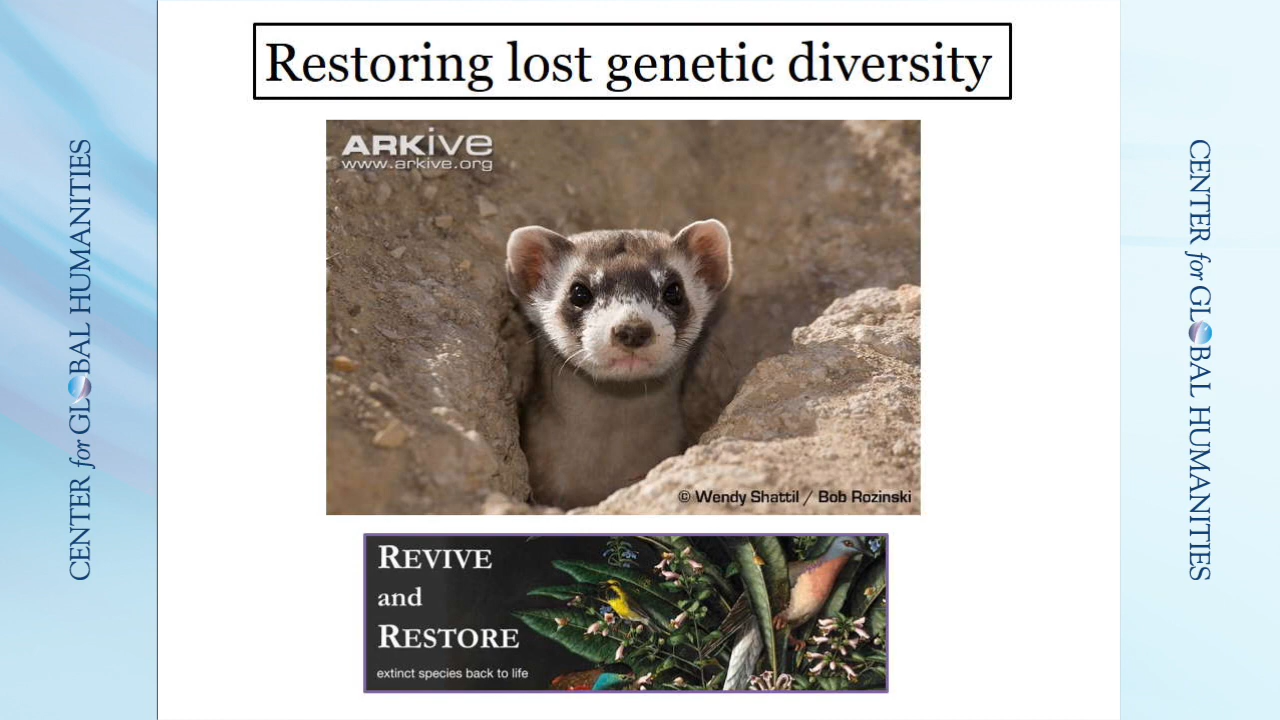 Restoring lost genetic diversity
ARKive
www.arkive.org
© Wendy Shattil / Bob Rozinski
REVIVE
and
RESTORE
extinct species back to life
CENTER for GLOBAL HUMANITIES
CENTER for GLOBAL HUMANITIES